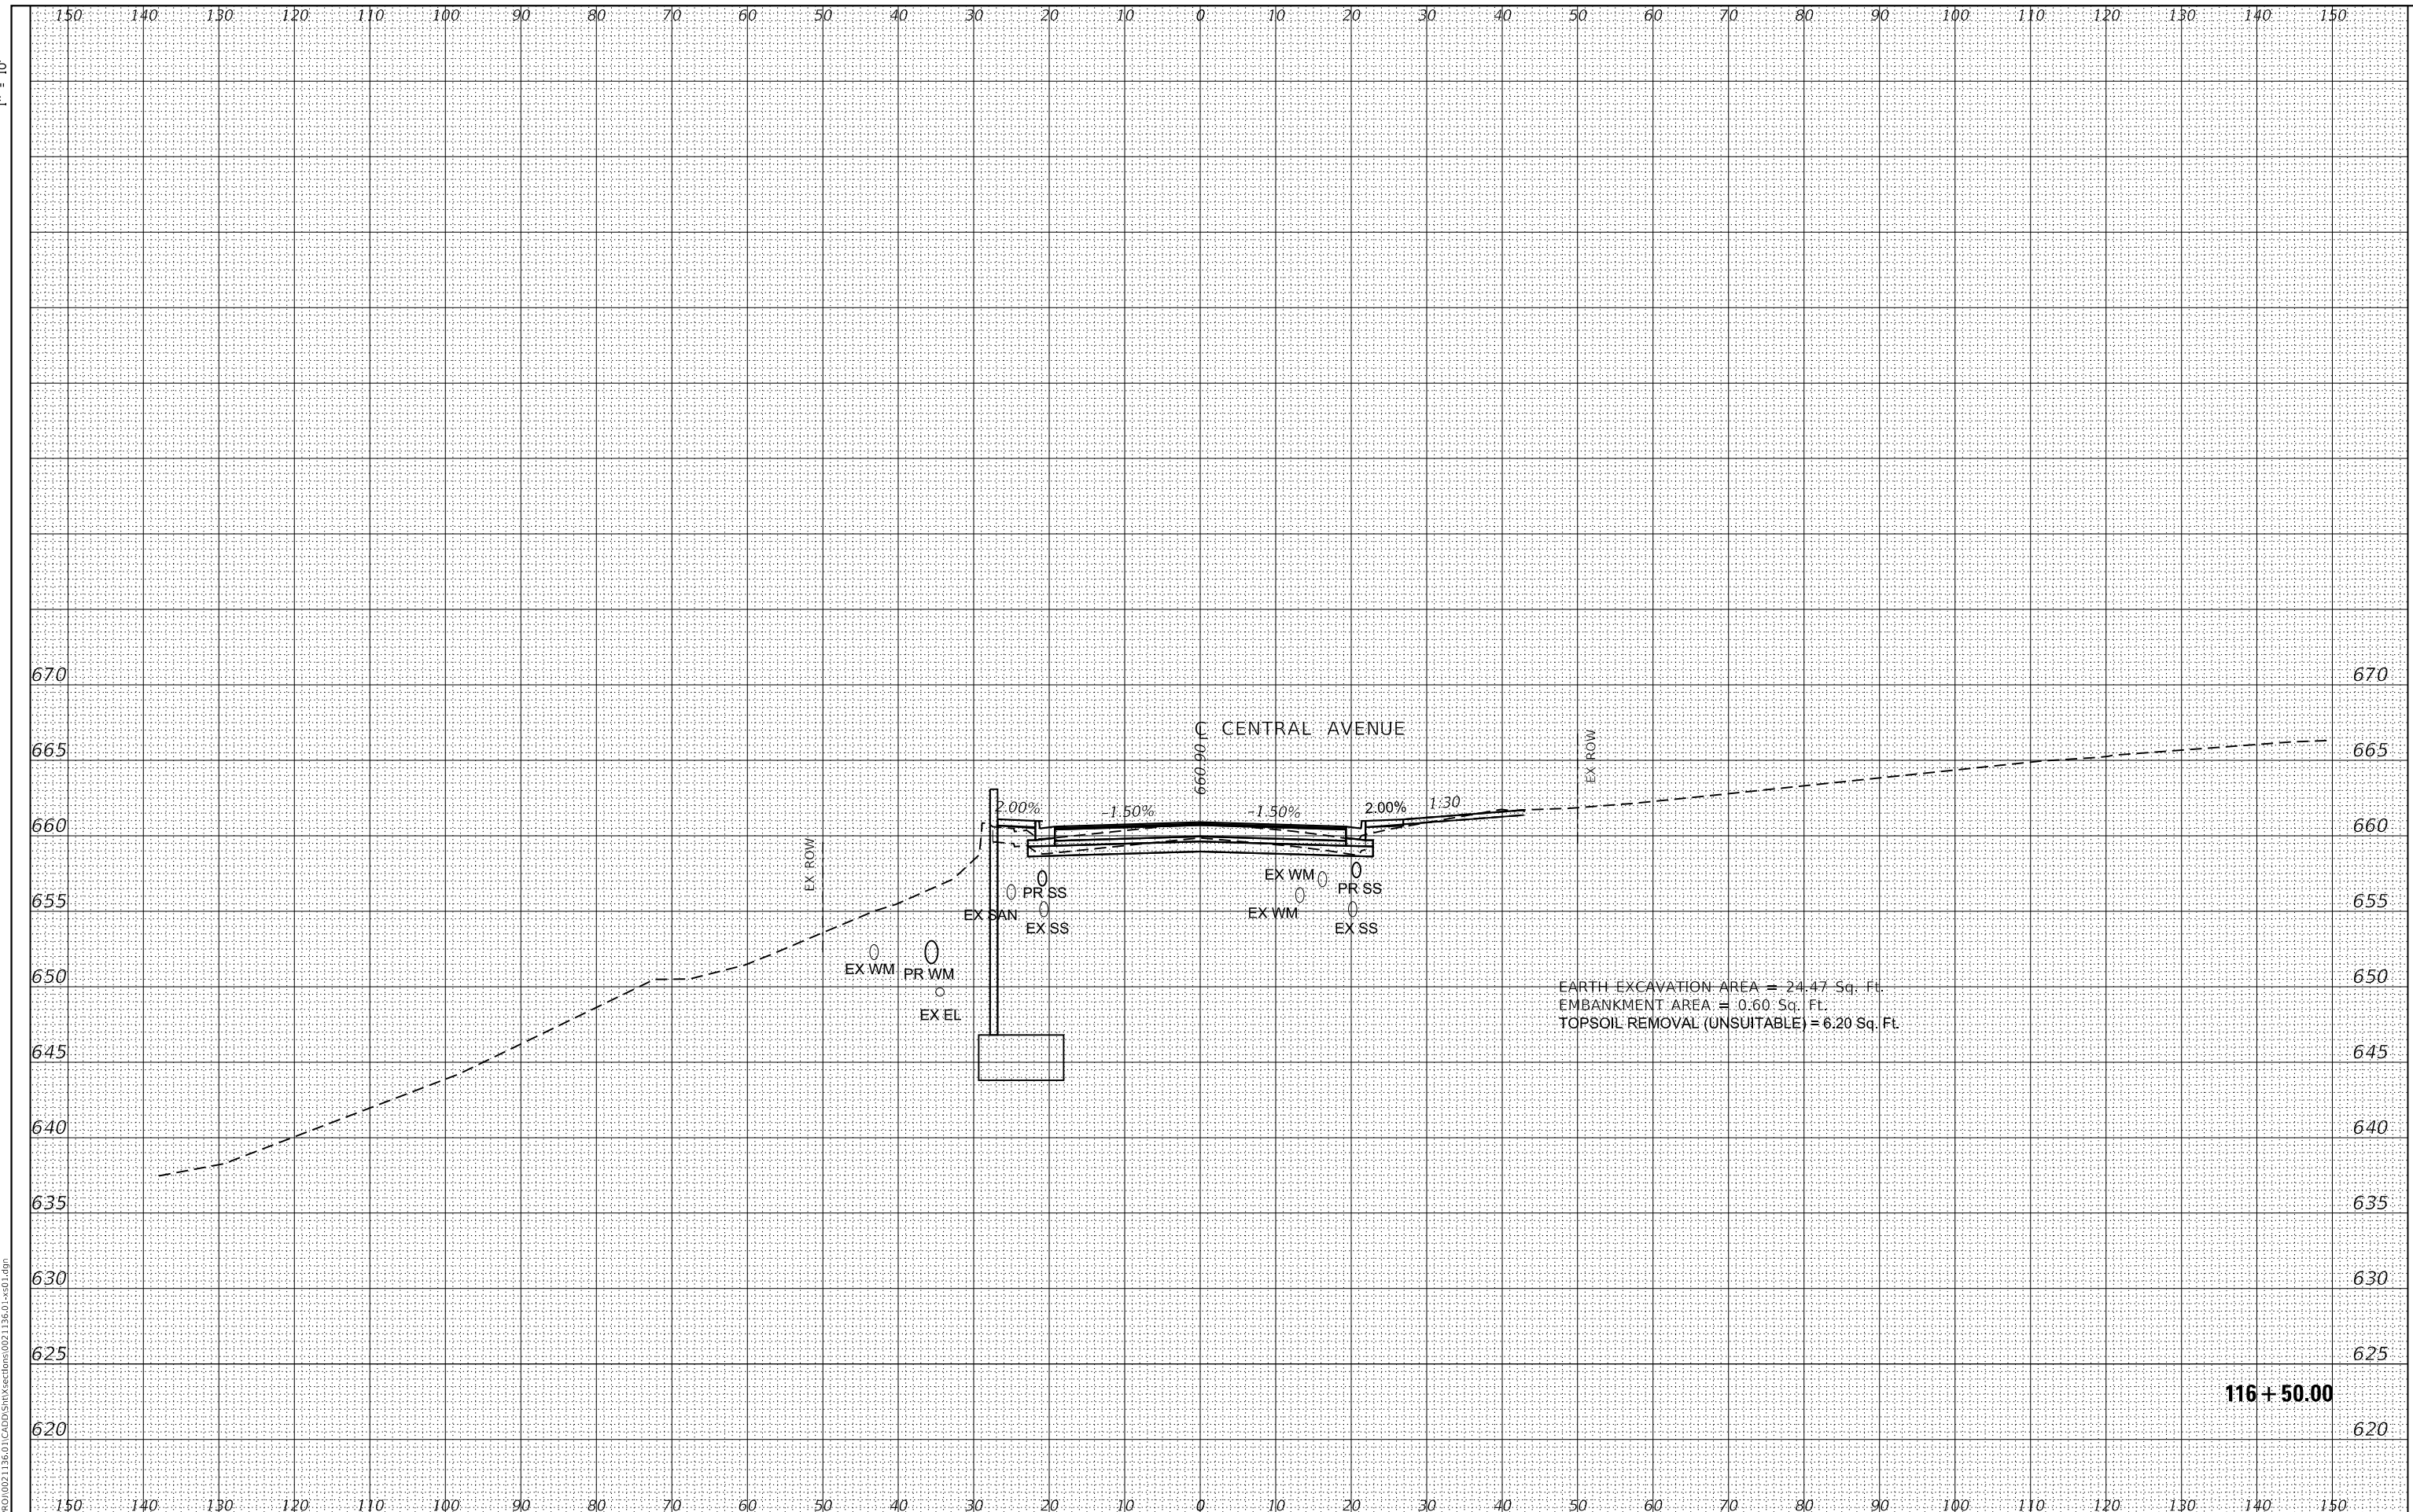 150 140 130 120 110 100 90 80 70 60 50 40 30 20 10 0 10 20 30 40 50 60 70 80 90 100 110 120 130 140 150
1" = 10'
670 670
C CENTRAL AVENUE
665 665
660.90
EX ROW
2.00% -1.50% -1.50% 2.00% 1:30
660 660
EX ROW
EX WM
PR SS PR SS
655 655
EX SAN EX WM
EX SS EX SS
EX WM PR WM
650 650
EX EL
EARTH EXCAVATION AREA = 24.47 Sq. Ft.
EMBANKMENT AREA = 0.60 Sq. Ft.
TOPSOIL REMOVAL (UNSUITABLE) = 6.20 Sq. Ft.
645 645
640 640
635 635
630 630
625 625
116 + 50.00
620 620
150 140 130 120 110 100 90 80 70 60 50 40 30 20 10 0 10 20 30 40 50 60 70 80 90 100 110 120 130 140 150